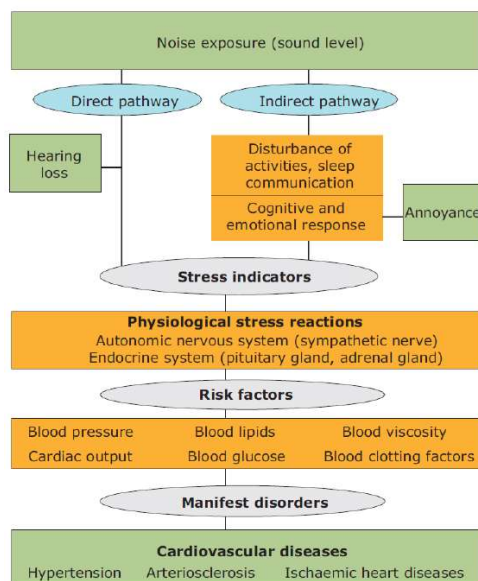 Noise exposure (sound level)
Direct pathway
Indirect pathway
Hearing
loss
Disturbance of
activities, sleep
communication
Cognitive and
emotional response
Annoyance
Stress indicators
Physiological stress reactions
Autonomic nervous system (sympathetic nerve)
Endocrine system (pituitary gland, adrenal gland)
Risk factors
Blood pressure Blood lipids Blood viscosity
Cardiac output Blood glucose Blood clotting factors
Manifest disorders
Cardiovascular diseases
Hypertension Arteriosclerosis Ischaemic heart diseases